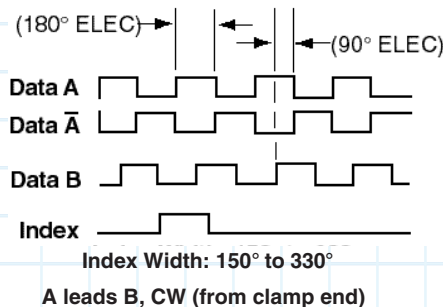 (180° ELEC)
(90° ELEC)
Data A
Data A̅
Data B
Index
Index Width: 150° to 330°
A leads B, CW (from clamp end)